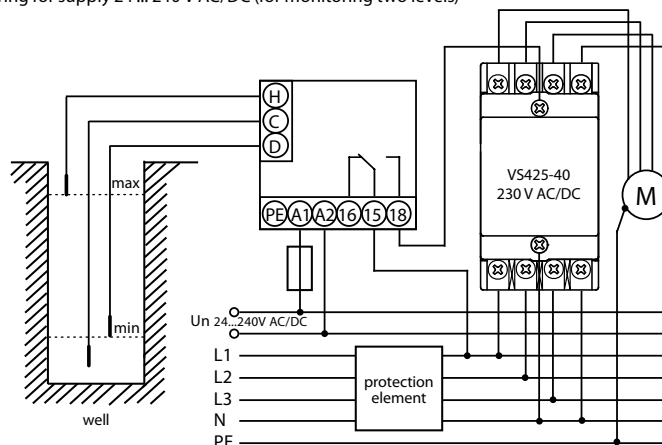 ring for supply 24 ... 240 V AC/DC (for monitoring two levels)
H
C
D
VS425-40
230 V AC/DC
M
max
PE A1 A2 16 15 18
min
Un 24...240V AC/DC
L1
L2
L3
N
PE
protection
element
well